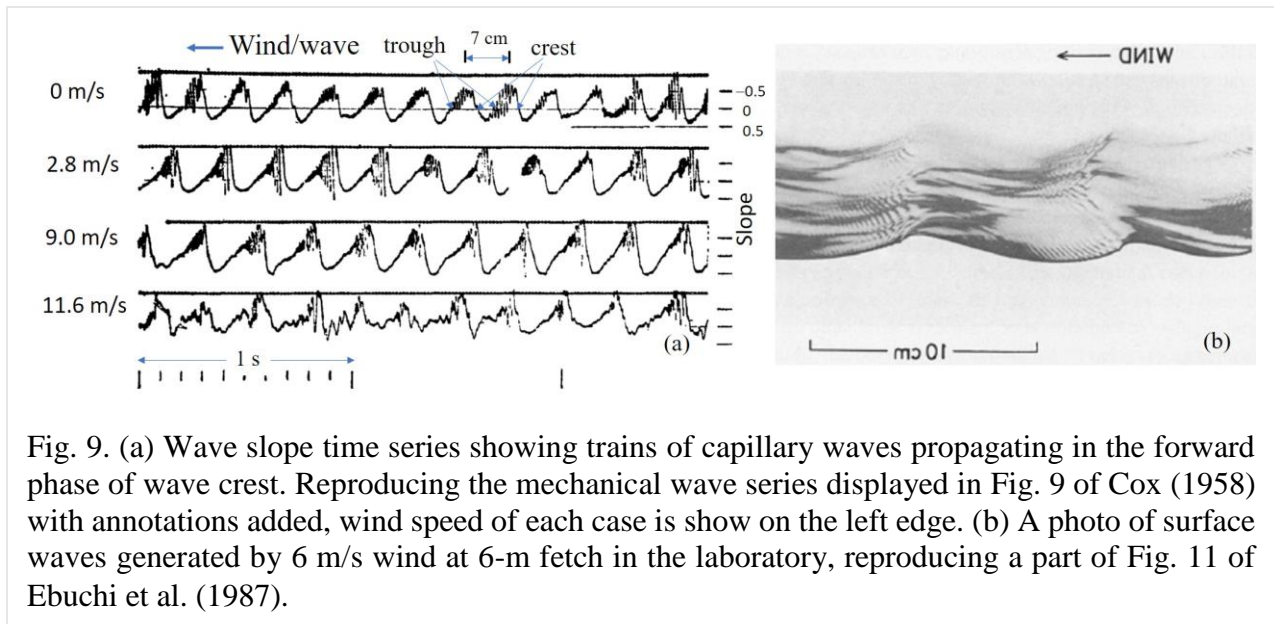 Wind/wave
trough
7 cm
crest
0 m/s
−0.5
0
0.5
2.8 m/s
9.0 m/s
Slope
11.6 m/s
(a)
1 s
WIND
10 cm
(b)
Fig. 9. (a) Wave slope time series showing trains of capillary waves propagating in the forward
phase of wave crest. Reproducing the mechanical wave series displayed in Fig. 9 of Cox (1958)
with annotations added, wind speed of each case is show on the left edge. (b) A photo of surface
waves generated by 6 m/s wind at 6-m fetch in the laboratory, reproducing a part of Fig. 11 of
Ebuchi et al. (1987).